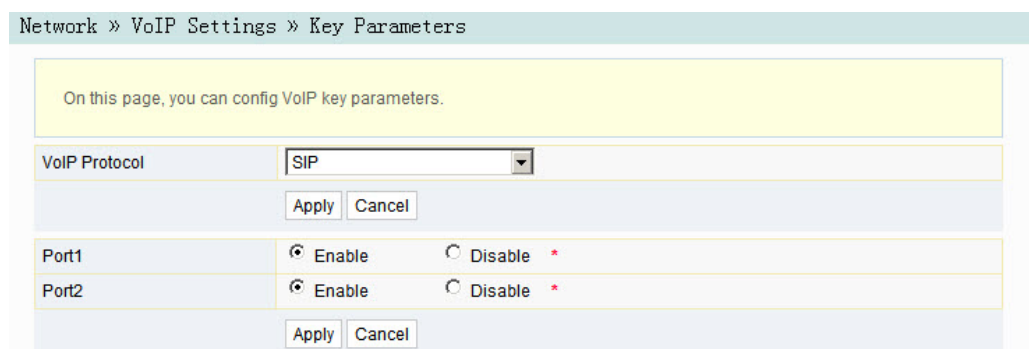 Network » VoIP Settings » Key Parameters
On this page, you can config VoIP key parameters.
VoIP Protocol SIP
Apply Cancel
Port1 Enable Disable *
Port2 Enable Disable *
Apply Cancel